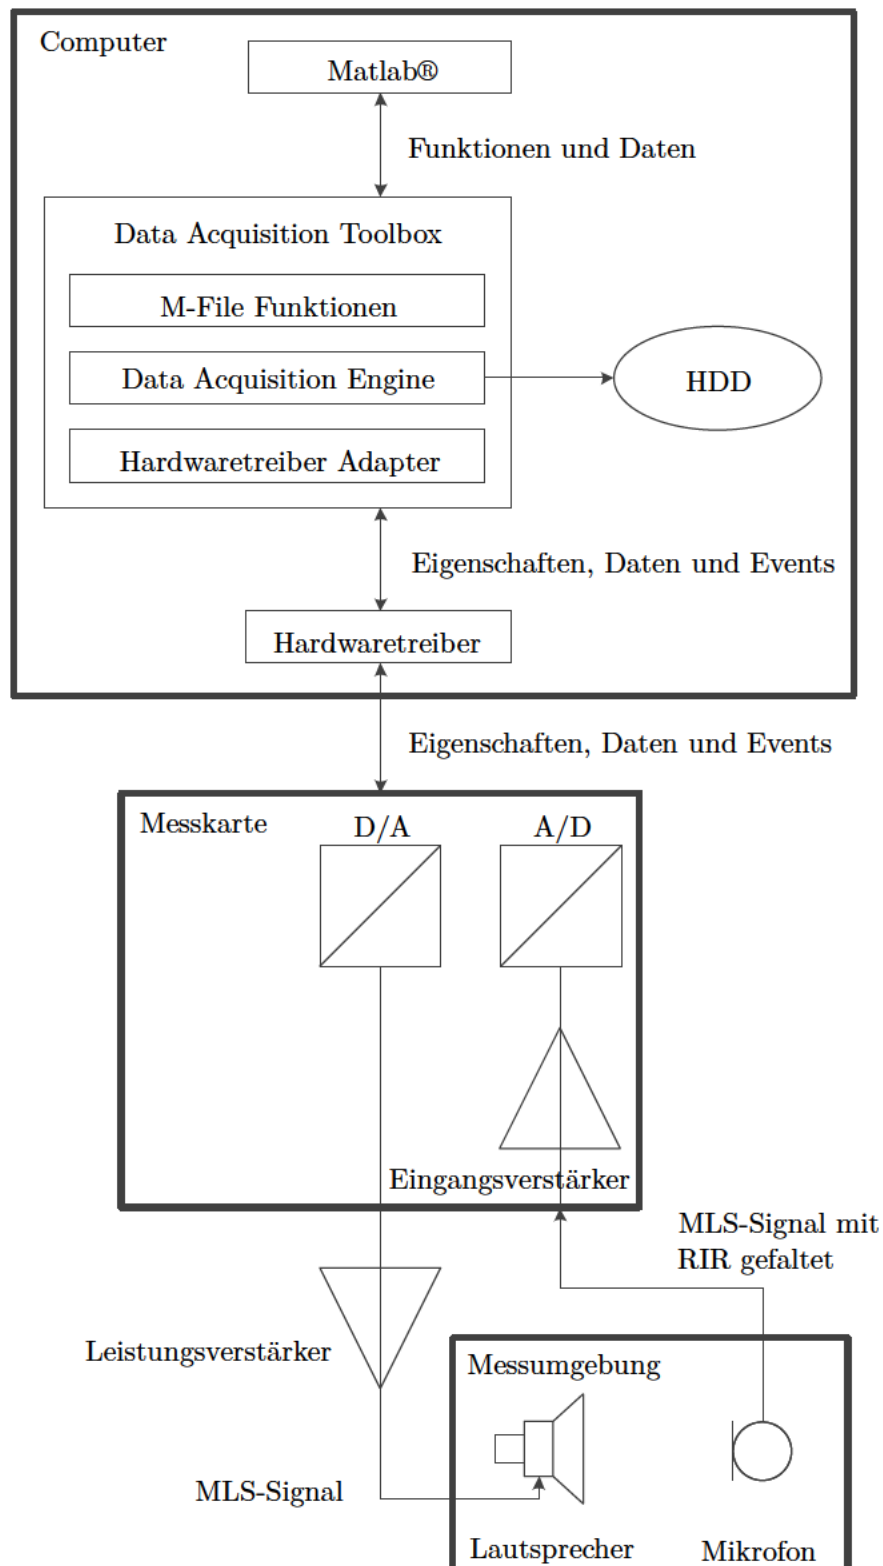 Computer
Matlab®
Funktionen und Daten
Data Acquisition Toolbox
M-File Funktionen
Data Acquisition Engine
HDD
Hardwaretreiber Adapter
Eigenschaften, Daten und Events
Hardwaretreiber
Eigenschaften, Daten und Events
Messkarte
D/A
A/D
Eingangsverstärker
MLS-Signal mit
RIR gefaltet
Leistungsverstärker
Messumgebung
MLS-Signal
Lautsprecher
Mikrofon